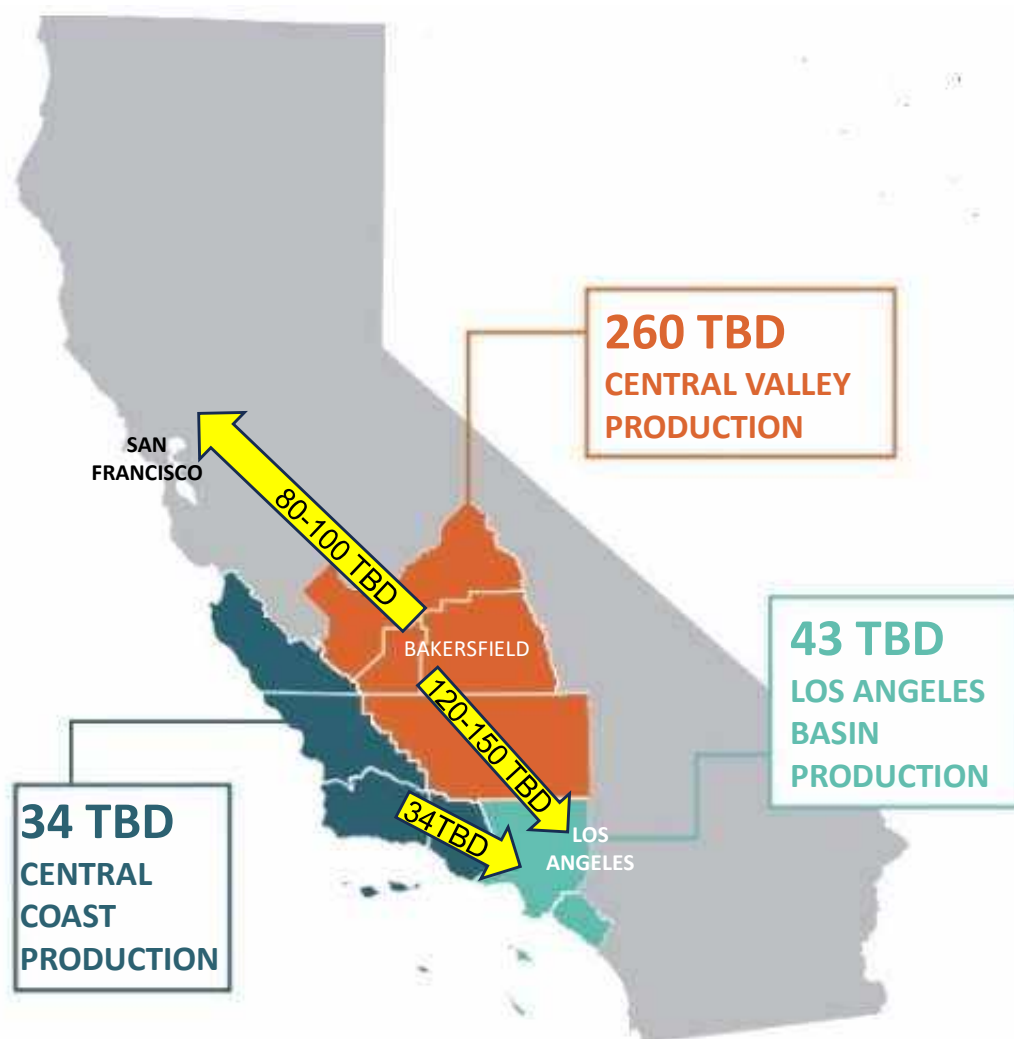 260 TBD
CENTRAL VALLEY
PRODUCTION
SAN
FRANCISCO
80-100 TBD
BAKERSFIELD
120-150 TBD
43 TBD
LOS ANGELES
BASIN
PRODUCTION
34TBD
LOS
ANGELES
34 TBD
CENTRAL
COAST
PRODUCTION